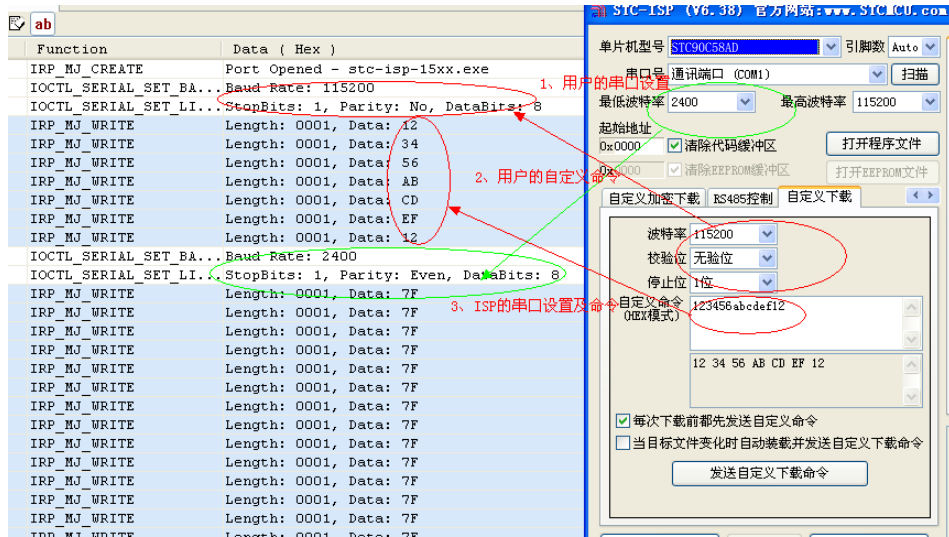 ab
Function Data ( Hex )
IRP_MJ_CREATE Port Opened - stc-isp-15xx.exe
IOCTL_SERIAL_SET_BA... Baud Rate: 115200
IOCTL_SERIAL_SET_LI... StopBits: 1, Parity: No, DataBits: 8
IRP_MJ_WRITE Length: 0001, Data: 12
IRP_MJ_WRITE Length: 0001, Data: 34
IRP_MJ_WRITE Length: 0001, Data: 56
IRP_MJ_WRITE Length: 0001, Data: AB
IRP_MJ_WRITE Length: 0001, Data: CD
IRP_MJ_WRITE Length: 0001, Data: EF
IRP_MJ_WRITE Length: 0001, Data: 12
IOCTL_SERIAL_SET_BA... Baud Rate: 2400
IOCTL_SERIAL_SET_LI... StopBits: 1, Parity: Even, DataBits: 8
IRP_MJ_WRITE Length: 0001, Data: 7F
IRP_MJ_WRITE Length: 0001, Data: 7F
IRP_MJ_WRITE Length: 0001, Data: 7F
IRP_MJ_WRITE Length: 0001, Data: 7F
IRP_MJ_WRITE Length: 0001, Data: 7F
IRP_MJ_WRITE Length: 0001, Data: 7F
IRP_MJ_WRITE Length: 0001, Data: 7F
IRP_MJ_WRITE Length: 0001, Data: 7F
IRP_MJ_WRITE Length: 0001, Data: 7F
IRP_MJ_WRITE Length: 0001, Data: 7F
IRP_MJ_WRITE Length: 0001, Data: 7F
IRP_MJ_WRITE Length: 0001, Data: 7F
IRP_MJ_WRITE Length: 0001, Data: 7F
IRP_MJ_WRITE Length: 0001, Data: 7F
1、用户的串口设置
2、用户的自定义命令
3、ISP的串口设置及命令
STC-ISP (V6.38) 官方网站:www.STCMCU.com
单片机型号 STC90C58AD 引脚数 Auto
串口号 通讯端口 (COM1) 扫描
最低波特率 2400 最高波特率 115200
起始地址
0x0000 清除代码缓冲区 打开程序文件
0x0000 清除EEPROM缓冲区 打开EEPROM文件
自定义加密下载 RS485控制 自定义下载
波特率 115200
校验位 无验位
停止位 1位
自定义命令 123456abcdef12
(HEX模式)
12 34 56 AB CD EF 12
每次下载前都先发送自定义命令
当目标文件变化时自动装载并发送自定义下载命令
发送自定义下载命令